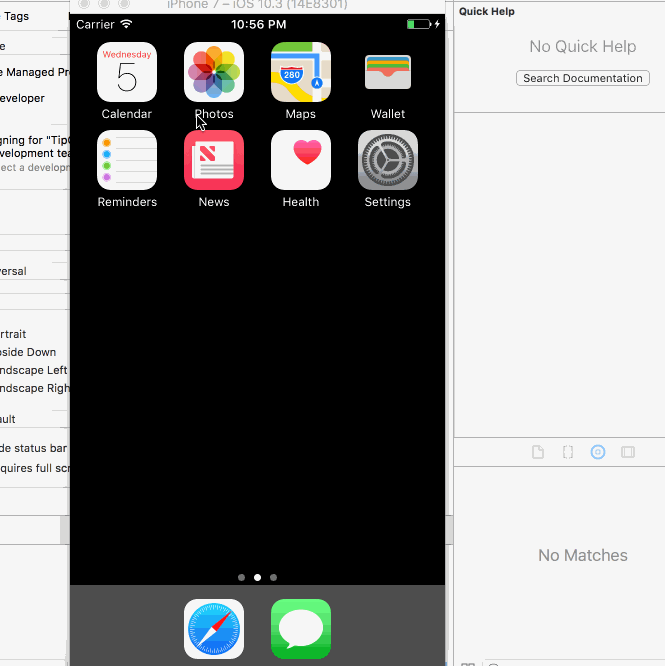 Tags
iPhone 7 – iOS 10.3 (14E8301)
Quick Help
Carrier
10:56 PM
No Quick Help
Search Documentation
Wednesday
5
280
Calendar
Photos
Maps
Wallet
Reminders
News
Health
Settings
e
e Managed Pr
eveloper
gning for "Tip
velopment tea
ect a develop
versal
rtrait
side Down
ndscape Left
ndscape Righ
ault
de status bar
quires full scr
No Matches